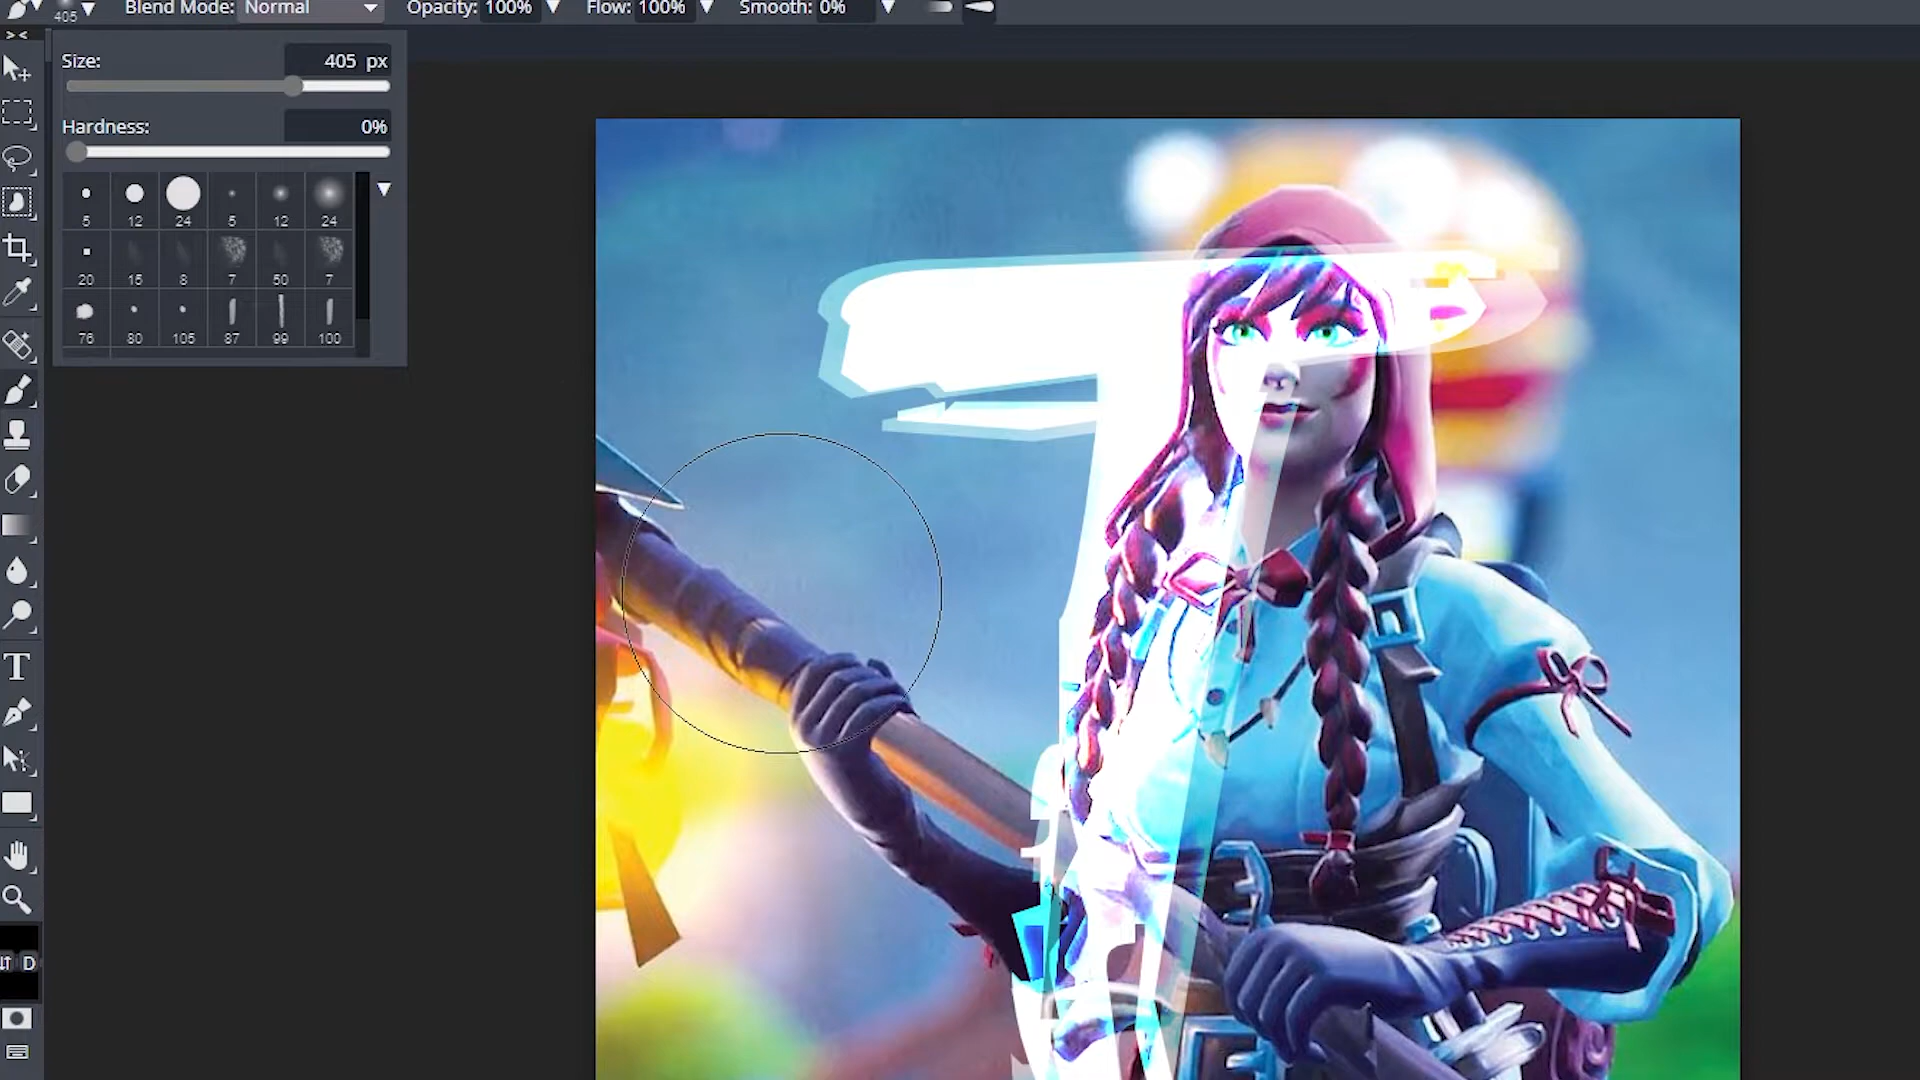 405 Blend Mode: Normal Opacity: 100% Flow: 100% Smooth: 0%
Size: 405 px
Hardness: 0%
5 12 24 5 12 24
20 15 8 7 50 7
76 80 105 87 99 100
T
T
D